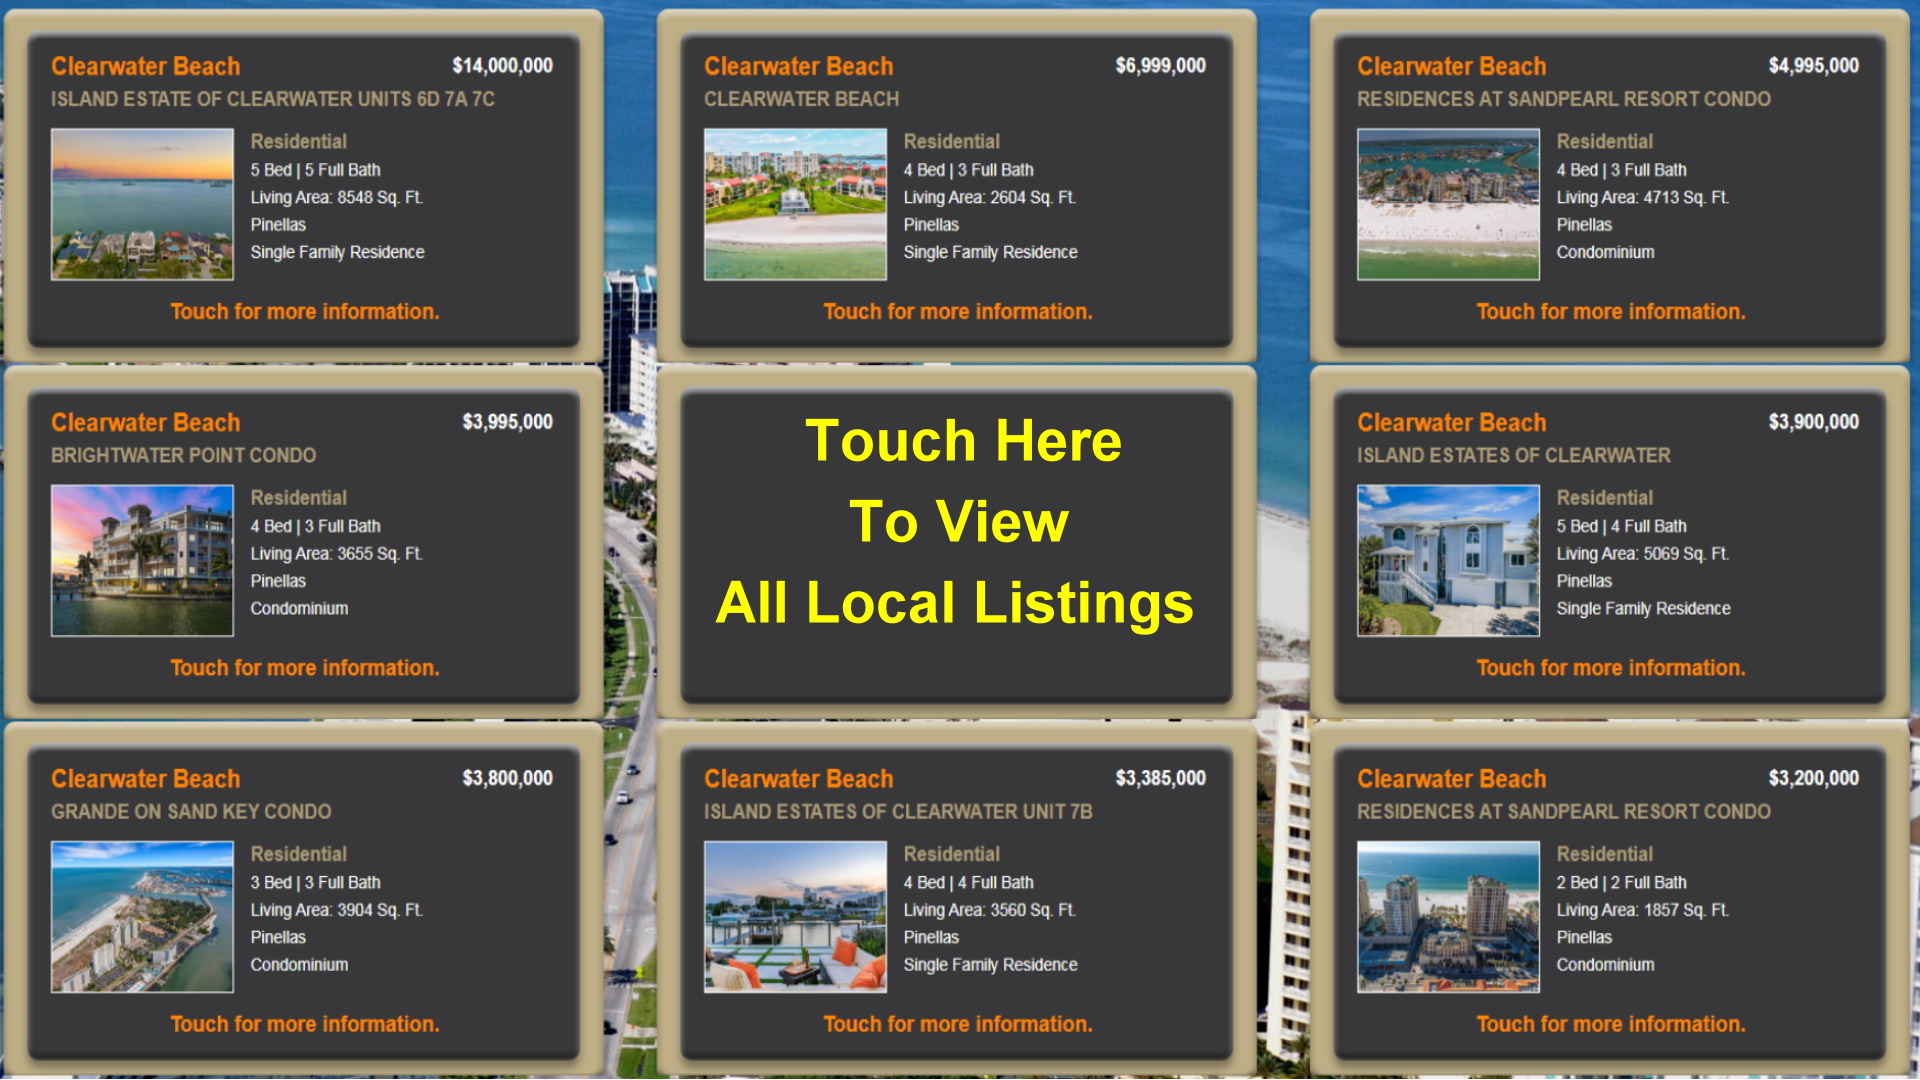 Clearwater Beach $14,000,000
ISLAND ESTATE OF CLEARWATER UNITS 6D 7A 7C
Residential
5 Bed | 5 Full Bath
Living Area: 8548 Sq. Ft.
Pinellas
Single Family Residence
Touch for more information.
Clearwater Beach $6,999,000
CLEARWATER BEACH
Residential
4 Bed | 3 Full Bath
Living Area: 2604 Sq. Ft.
Pinellas
Single Family Residence
Touch for more information.
Clearwater Beach $4,995,000
RESIDENCES AT SANDPEARL RESORT CONDO
Residential
4 Bed | 3 Full Bath
Living Area: 4713 Sq. Ft.
Pinellas
Condominium
Touch for more information.
Clearwater Beach $3,995,000
BRIGHTWATER POINT CONDO
Residential
4 Bed | 3 Full Bath
Living Area: 3655 Sq. Ft.
Pinellas
Condominium
Touch for more information.
Touch Here
To View
All Local Listings
Clearwater Beach $3,900,000
ISLAND ESTATES OF CLEARWATER
Residential
5 Bed | 4 Full Bath
Living Area: 5069 Sq. Ft.
Pinellas
Single Family Residence
Touch for more information.
Clearwater Beach $3,800,000
GRANDE ON SAND KEY CONDO
Residential
3 Bed | 3 Full Bath
Living Area: 3904 Sq. Ft.
Pinellas
Condominium
Touch for more information.
Clearwater Beach $3,385,000
ISLAND ESTATES OF CLEARWATER UNIT 7B
Residential
4 Bed | 4 Full Bath
Living Area: 3560 Sq. Ft.
Pinellas
Single Family Residence
Touch for more information.
Clearwater Beach $3,200,000
RESIDENCES AT SANDPEARL RESORT CONDO
Residential
2 Bed | 2 Full Bath
Living Area: 1857 Sq. Ft.
Pinellas
Condominium
Touch for more information.